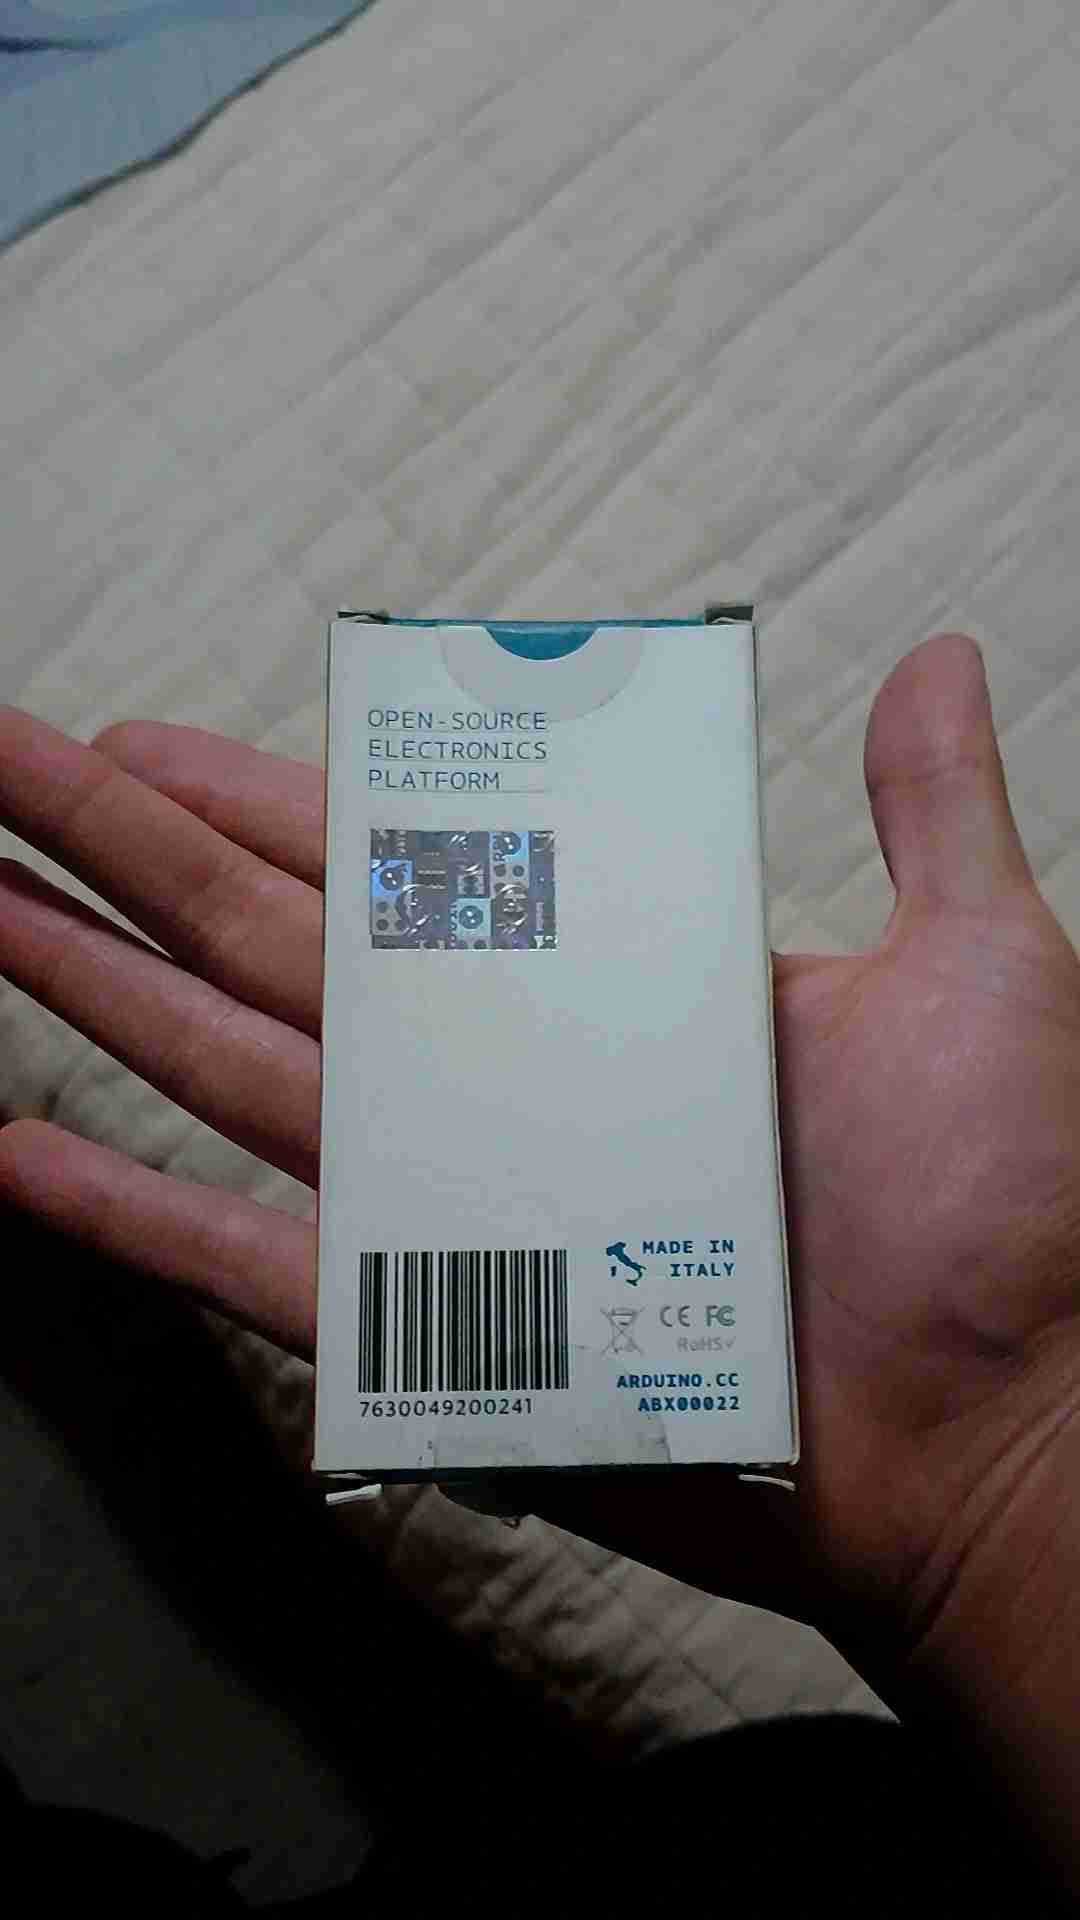 OPEN-SOURCE
ELECTRONICS
PLATFORM
MADE IN
ITALY
CE FC
RoHS✓
ARDUINO.CC
ABX00022
7630049200241